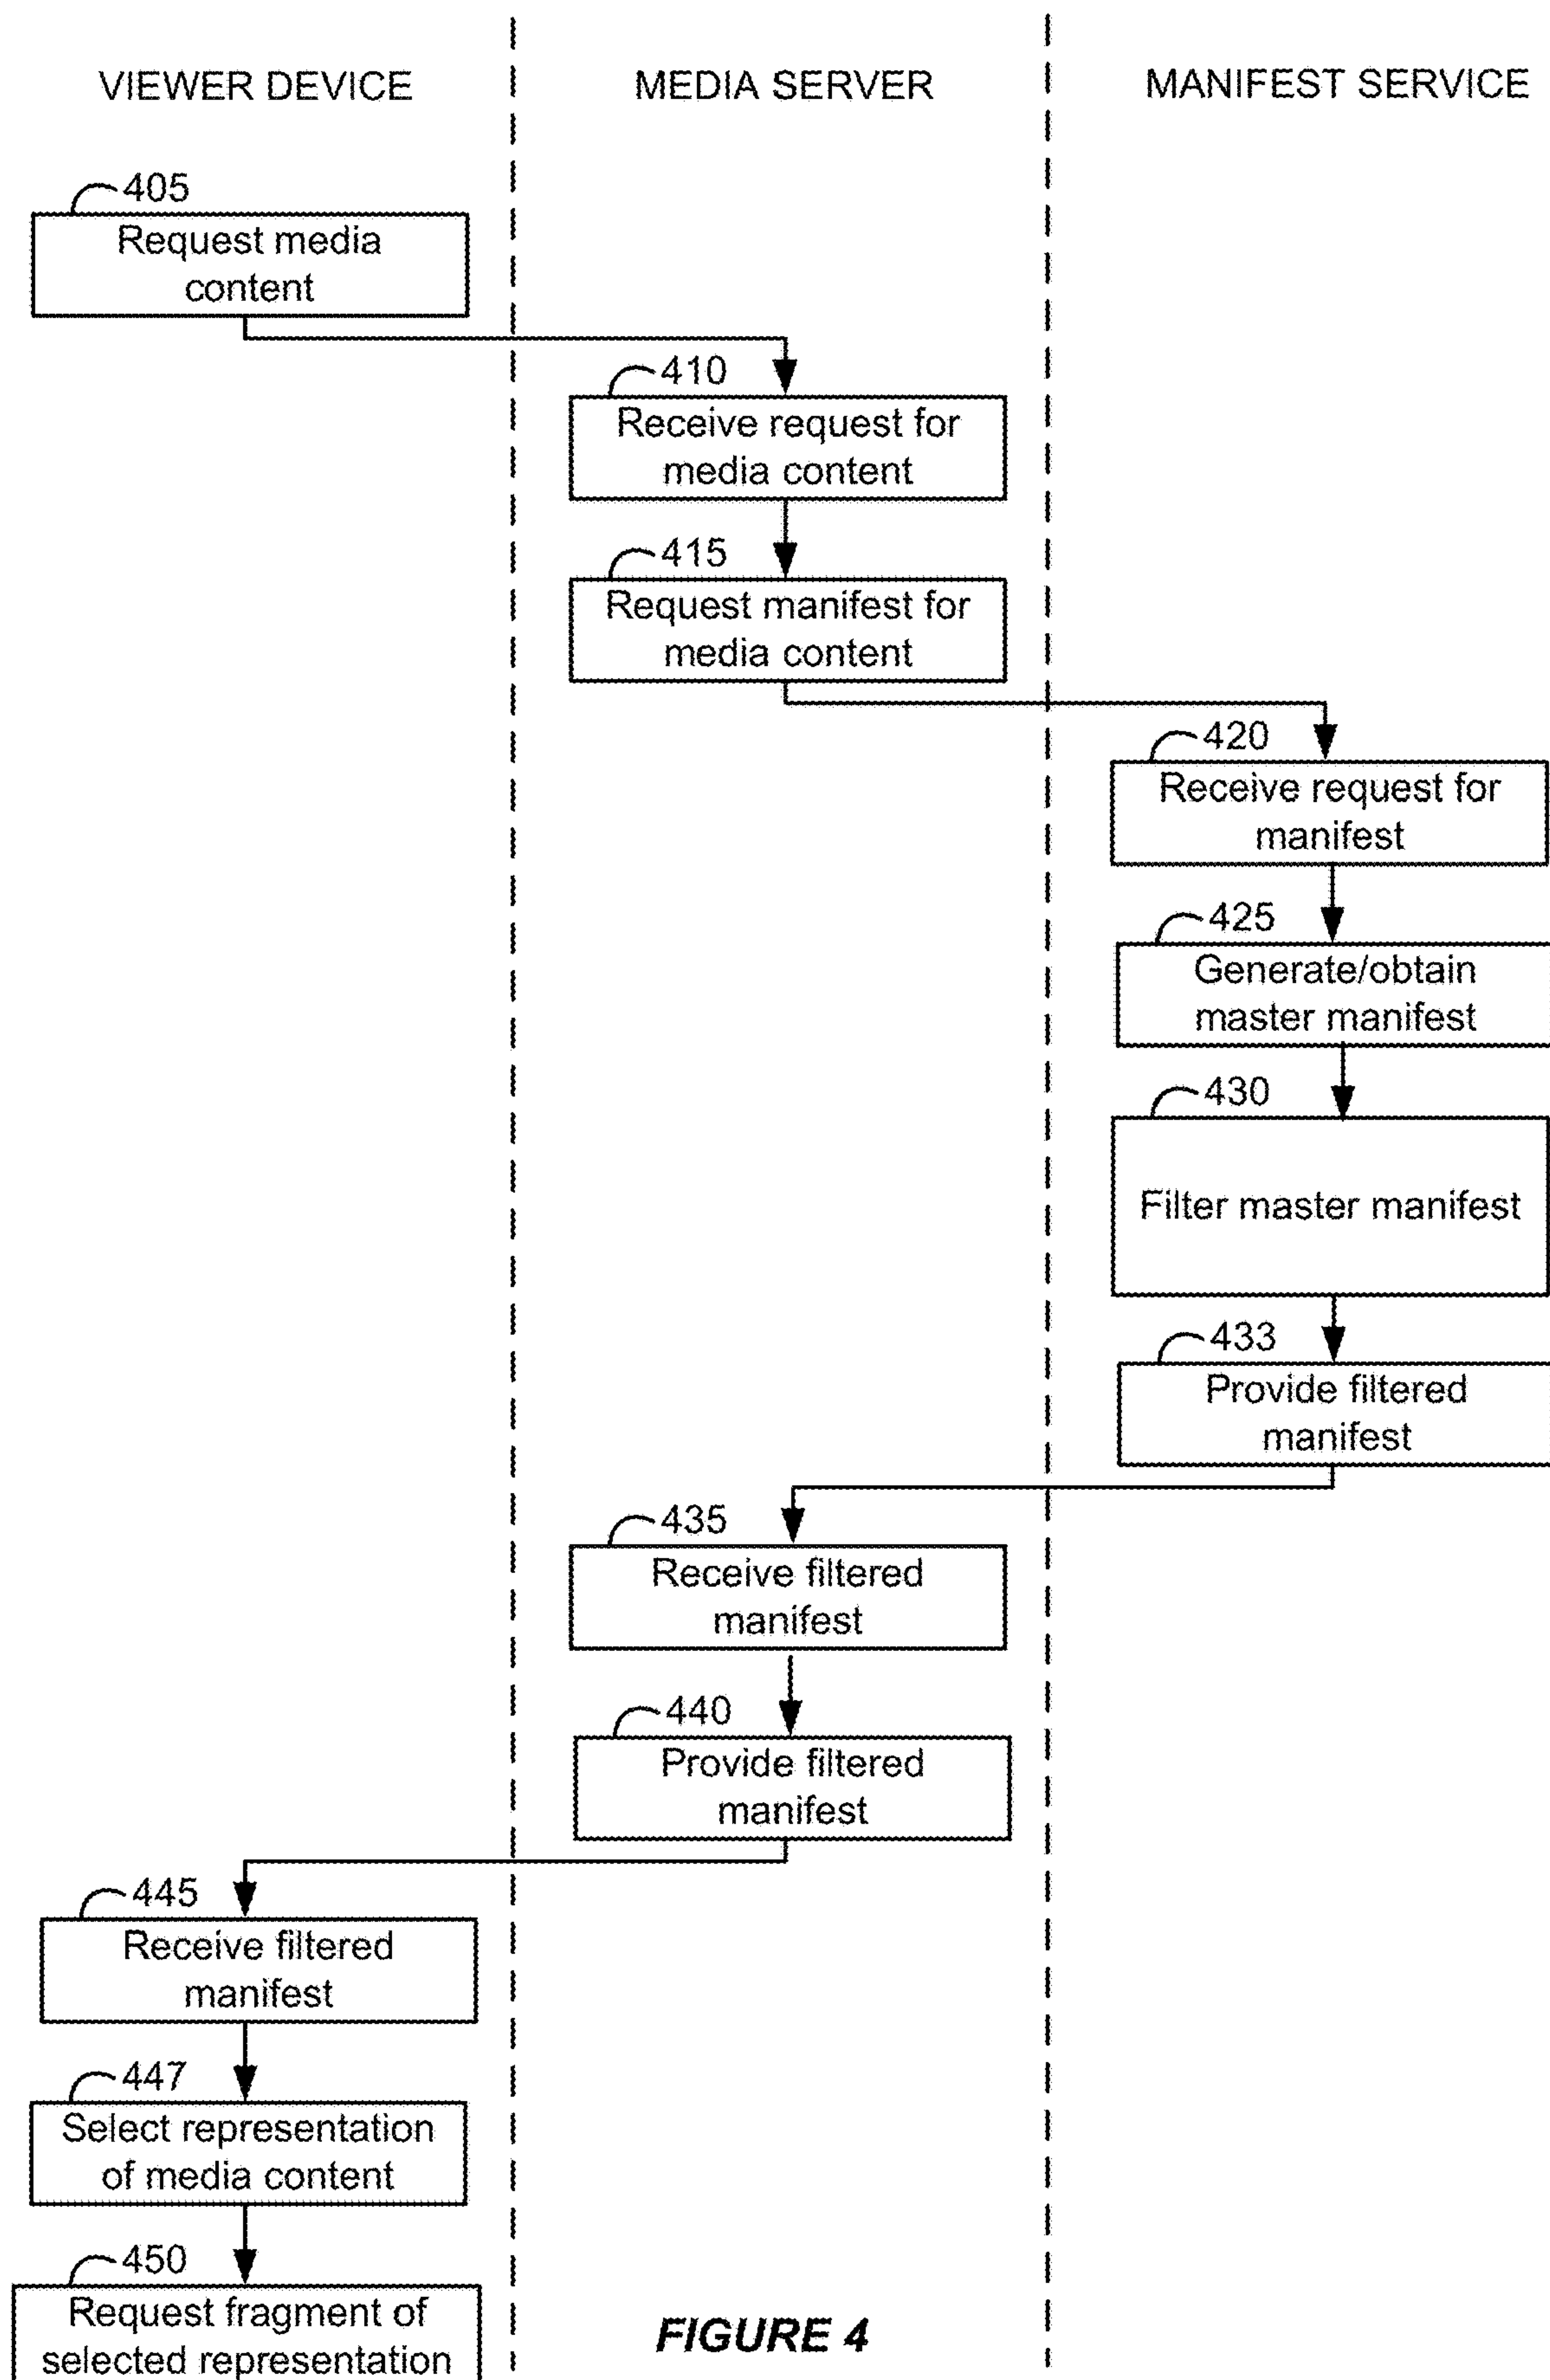 VIEWER DEVICE
MEDIA SERVER
MANIFEST SERVICE
405
Request media
content
410
Receive request for
media content
415
Request manifest for
media content
420
Receive request for
manifest
425
Generate/obtain
master manifest
430
Filter master manifest
433
Provide filtered
manifest
435
Receive filtered
manifest
440
Provide filtered
manifest
445
Receive filtered
manifest
447
Select representation
of media content
450
Request fragment of
selected representation
FIGURE 4